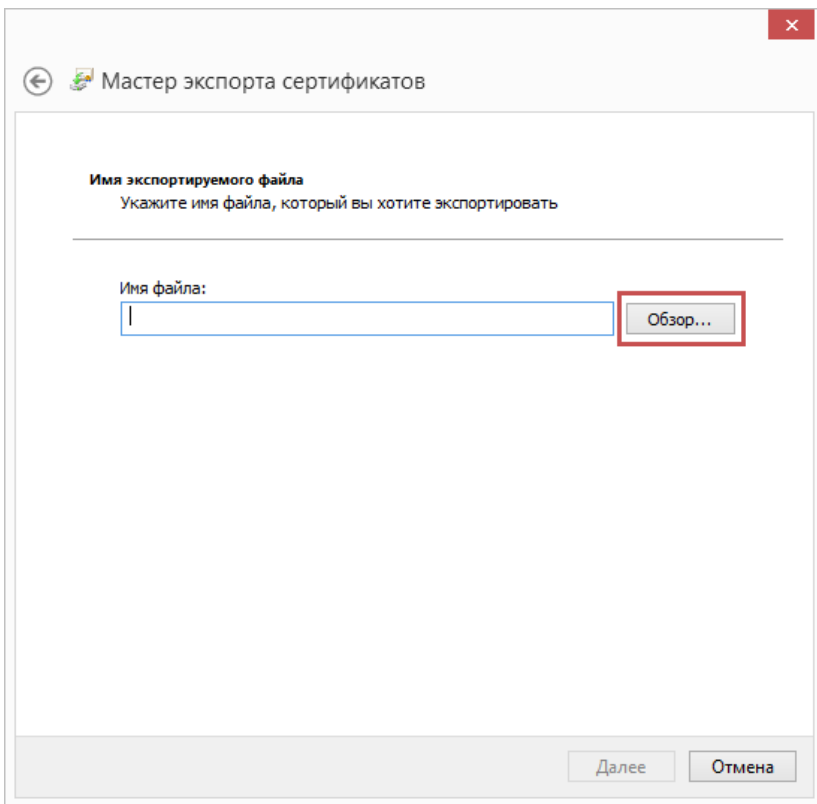 Мастер экспорта сертификатов
Имя экспортируемого файла
Укажите имя файла, который вы хотите экспортировать
Имя файла:
Обзор...
Далее
Отмена